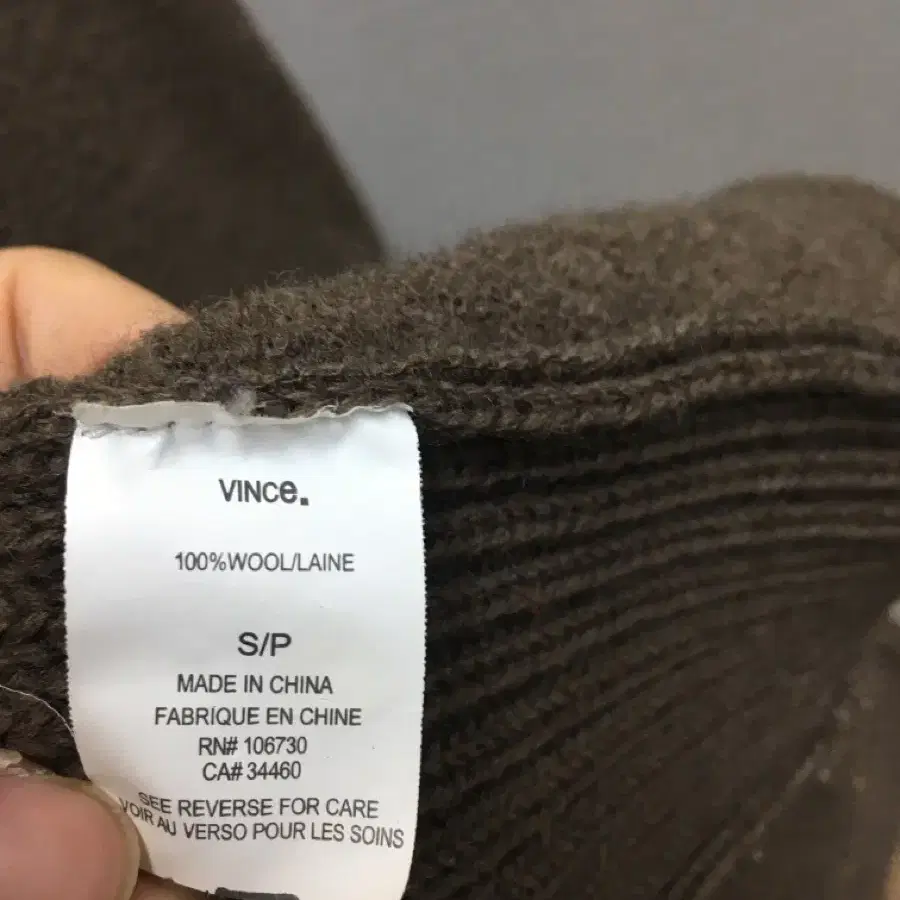 VINCe.
100%WOOL/LAINE
S/P
MADE IN CHINA
FABRIQUE EN CHINE
RN# 106730
CA# 34460
SEE REVERSE FOR CARE
VOIR AU VERSO POUR LES SOINS